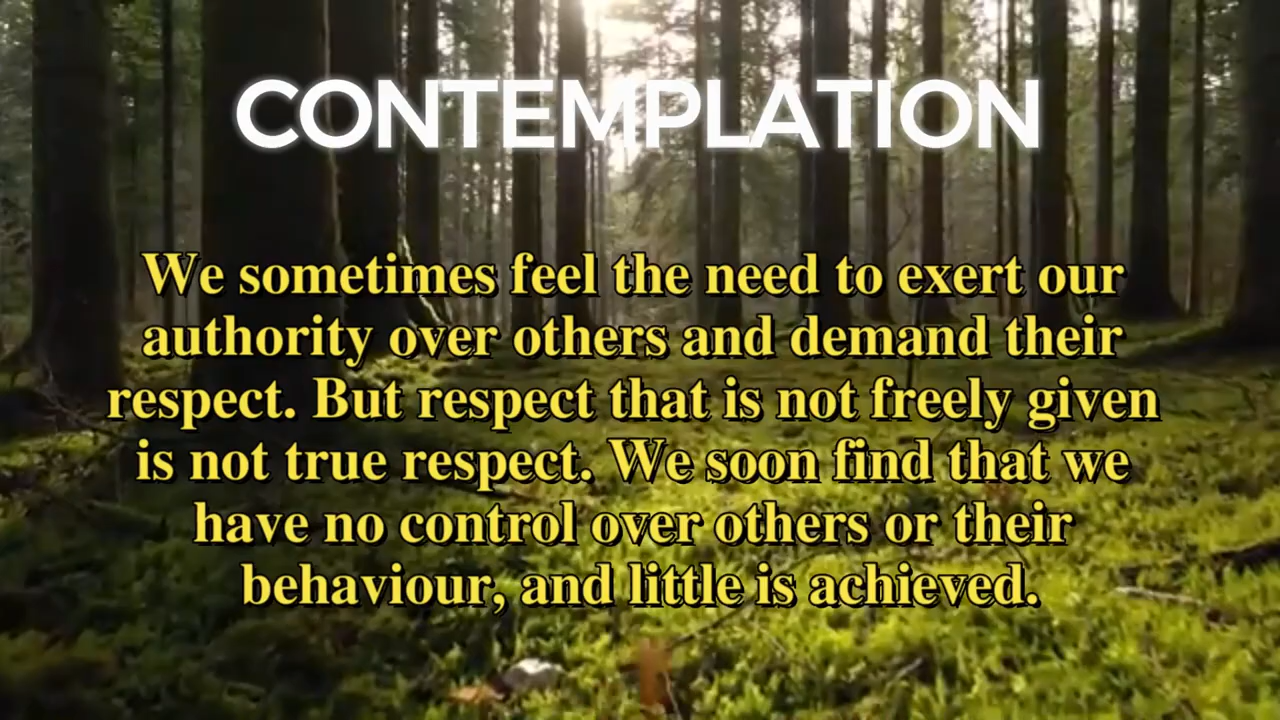 CONTEMPLATION
We sometimes feel the need to exert our
authority over others and demand their
respect. But respect that is not freely given
is not true respect. We soon find that we
have no control over others or their
behaviour, and little is achieved.